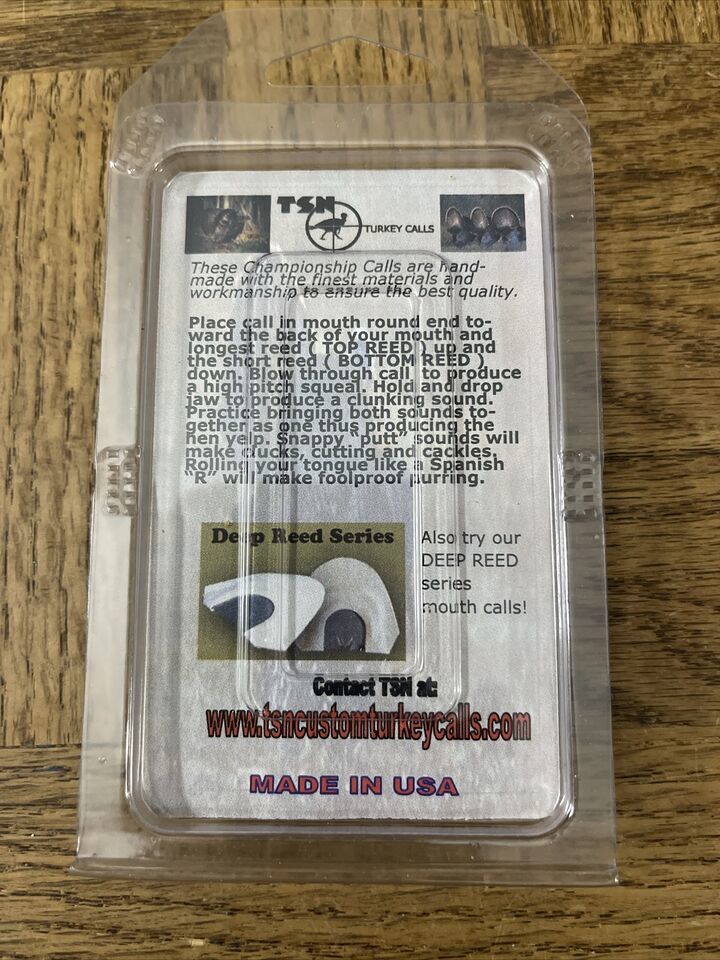 TSN
TURKEY CALLS
These Championship Calls are hand-
made with the finest materials and
workmanship to ensure the best quality.
Place call in mouth round end to-
ward the back of your mouth and
longest reed ( TOP REED ) up and
the short reed ( BOTTOM REED )
down. Blow through call to produce
a high pitch squeal. Hold and drop
jaw to produce a clunking sound.
Practice bringing both sounds to-
gether as one thus producing the
hen yelp. Snappy "putt" sounds will
make clucks, cutting and cackles.
Rolling your tongue like a Spanish
"R" will make foolproof purring.
Deep Reed Series
Also try our
DEEP REED
series
mouth calls!
Contact TSN at:
www.tsncustomturkeycalls.com
MADE IN USA